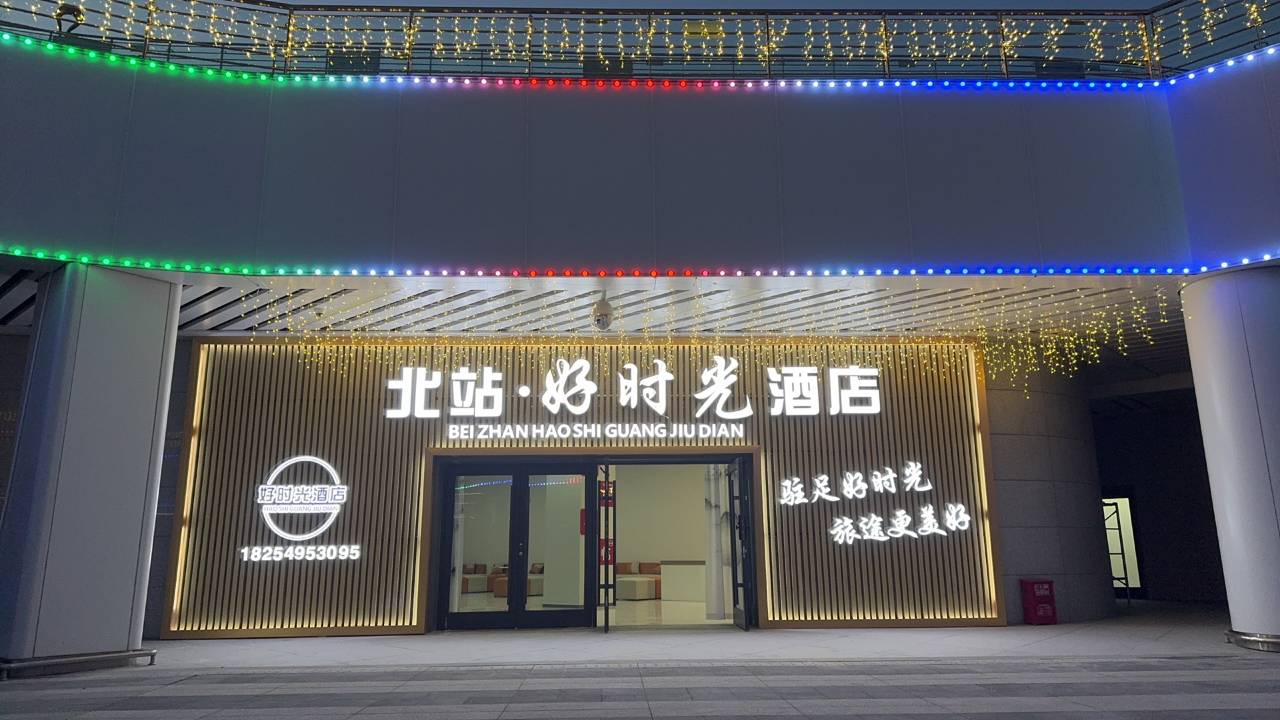 北站·好时光酒店
BEI ZHAN HAO SHI GUANG JIU DIAN
好时光酒店
HAO SHI GUANG JIU DIAN
18254953095
驻足好时光
旅途更美好